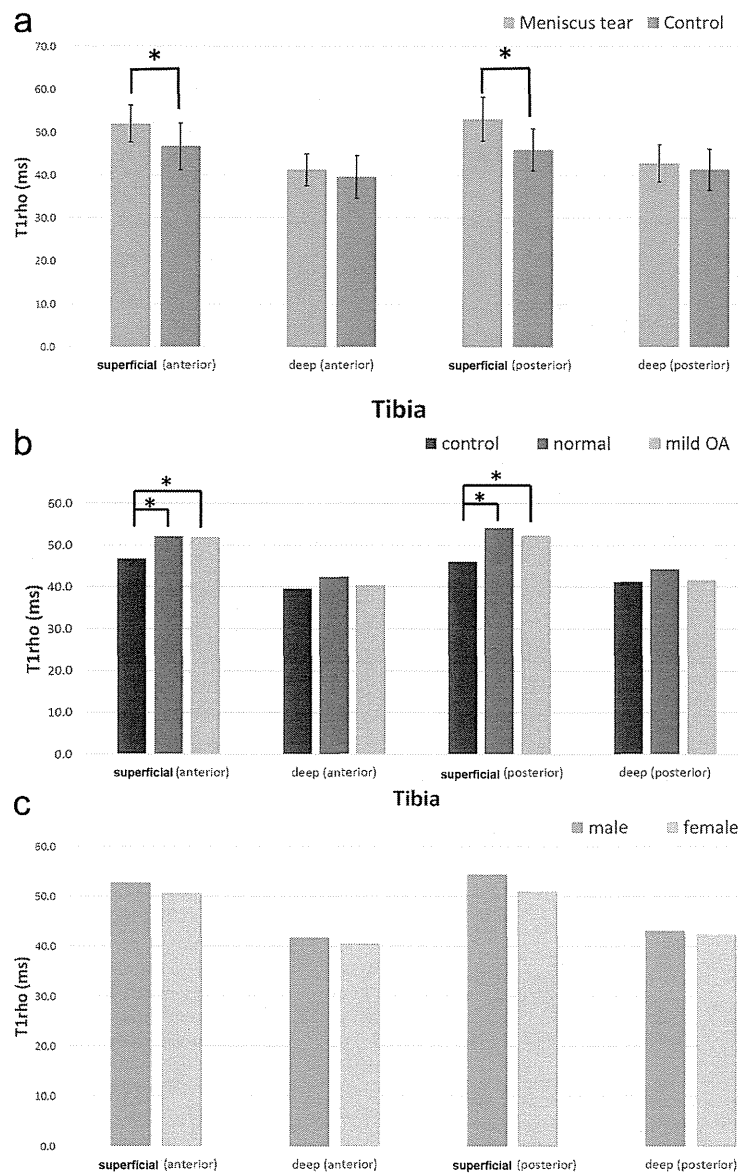 a
Meniscus tear Control
*
*
70.0
60.0
50.0
40.0
30.0
20.0
10.0
0.0
T1rho (ms)
superficial (anterior) deep (anterior) superficial (posterior) deep (posterior)
Tibia
b
control normal mild OA
*
*
*
*
60.0
50.0
40.0
30.0
20.0
10.0
0.0
T1rho (ms)
superficial (anterior) deep (anterior) superficial (posterior) deep (posterior)
Tibia
c
male female
60.0
50.0
40.0
30.0
20.0
10.0
0.0
T1rho (ms)
superficial (anterior) deep (anterior) superficial (posterior) deep (posterior)